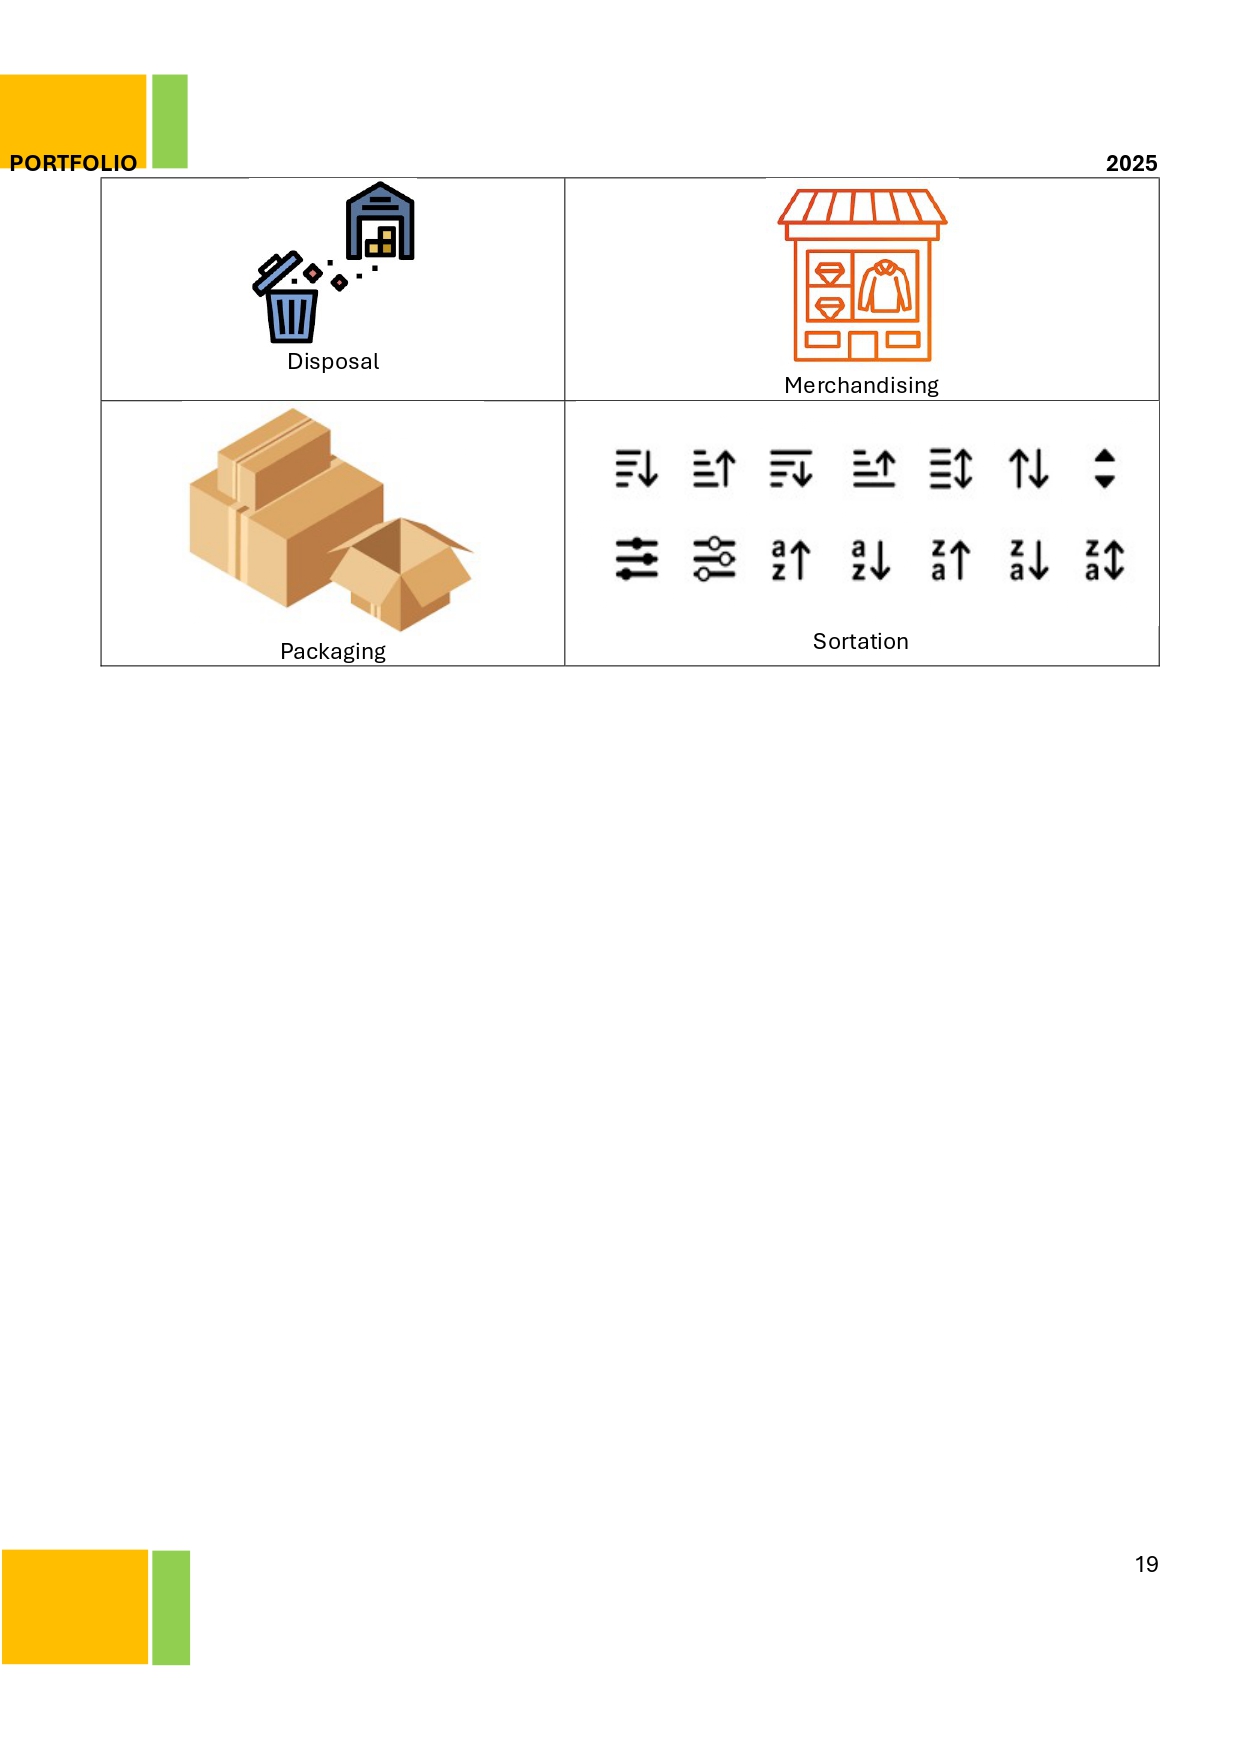 PORTFOLIO 2025
Disposal
Merchandising
a a z z z
z z a a a
Packaging
Sortation
19